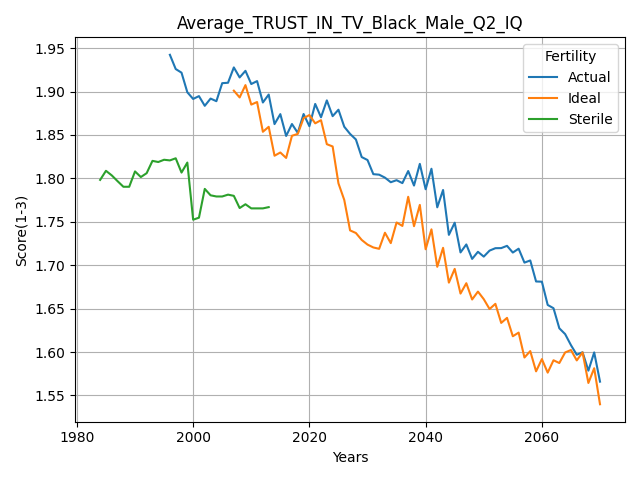 Average_TRUST_IN_TV_Black_Male_Q2_IQ
Fertility
Actual
Ideal
Sterile
Score(1-3)
1.95
1.90
1.85
1.80
1.75
1.70
1.65
1.60
1.55
1980
2000
2020
2040
2060
Years